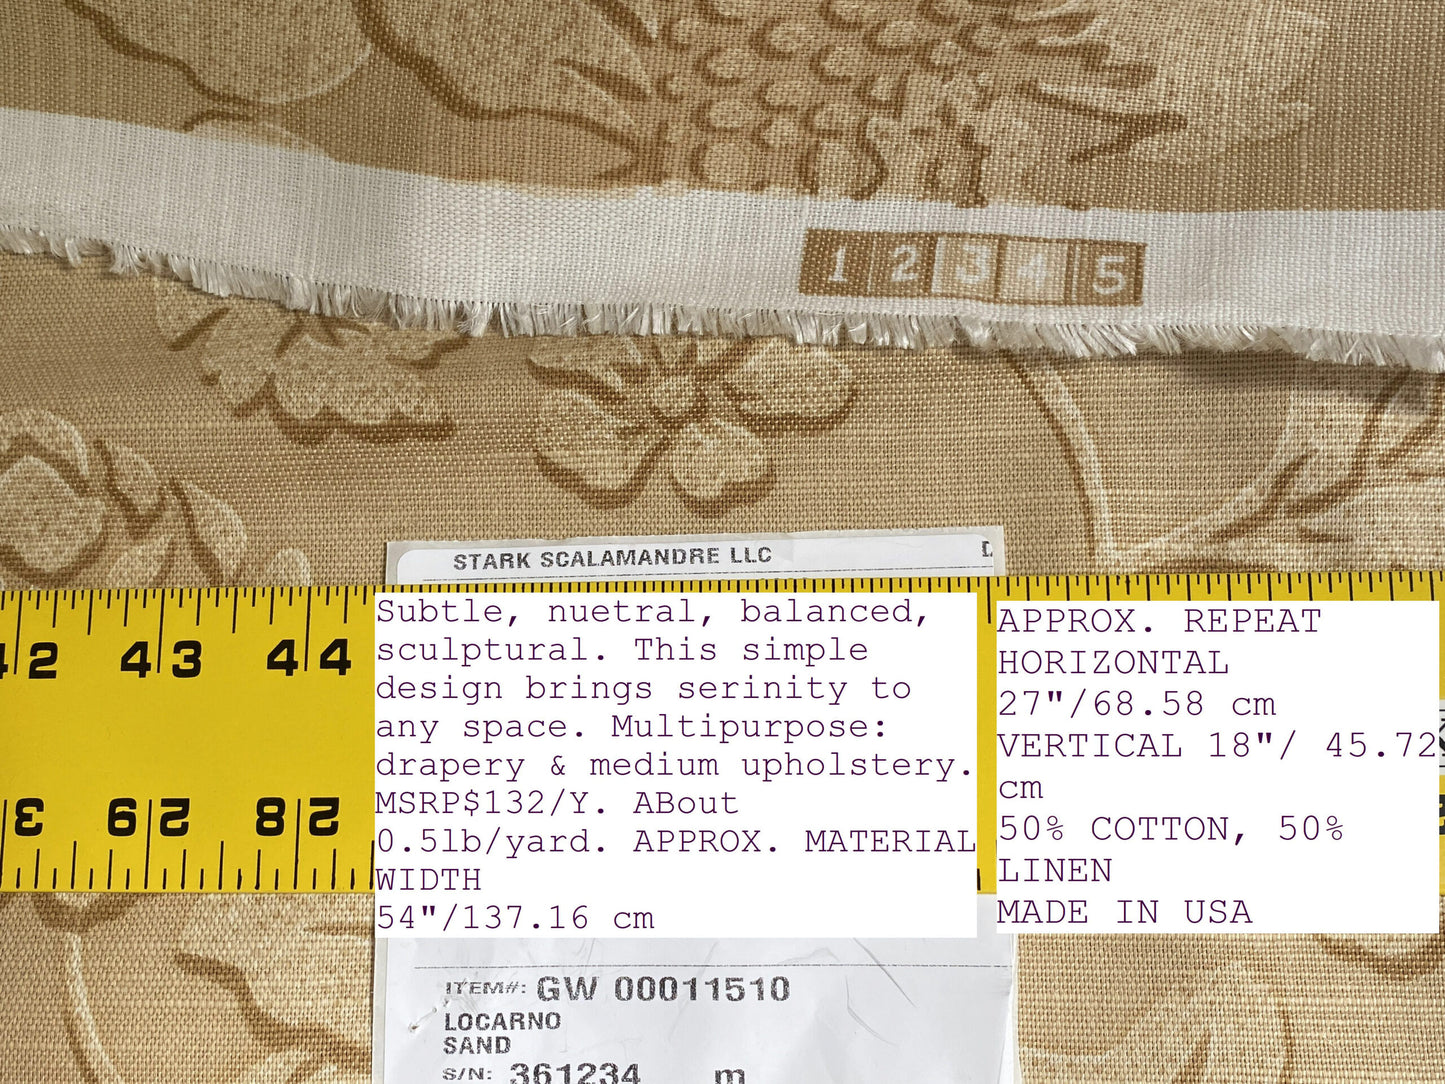 1 2 3 4 5
STARK SCALAMANDRE LLC D
42 43 44
Subtle, nuetral, balanced,
sculptural. This simple
design brings serinity to
any space. Multipurpose:
drapery & medium upholstery.
MSRP$132/Y. ABout
0.5lb/yard. APPROX. MATERIAL
WIDTH
54"/137.16 cm
APPROX. REPEAT
HORIZONTAL
27"/68.58 cm
VERTICAL 18"/ 45.72
cm
50% COTTON, 50%
LINEN
MADE IN USA
28 29
ITEM#: GW 00011510
LOCARNO
SAND
S/N: 361234 m